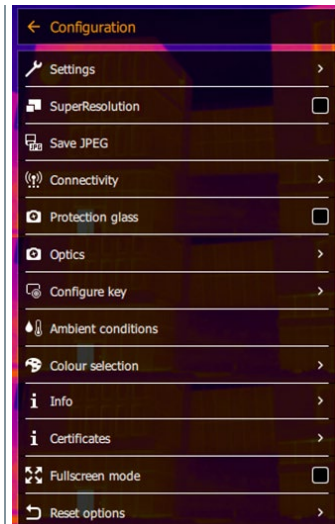 Configuration
Settings
SuperResolution
JPG Save JPEG
Connectivity
Protection glass
Optics
Configure key
Ambient conditions
Colour selection
Info
Certificates
Fullscreen mode
Reset options